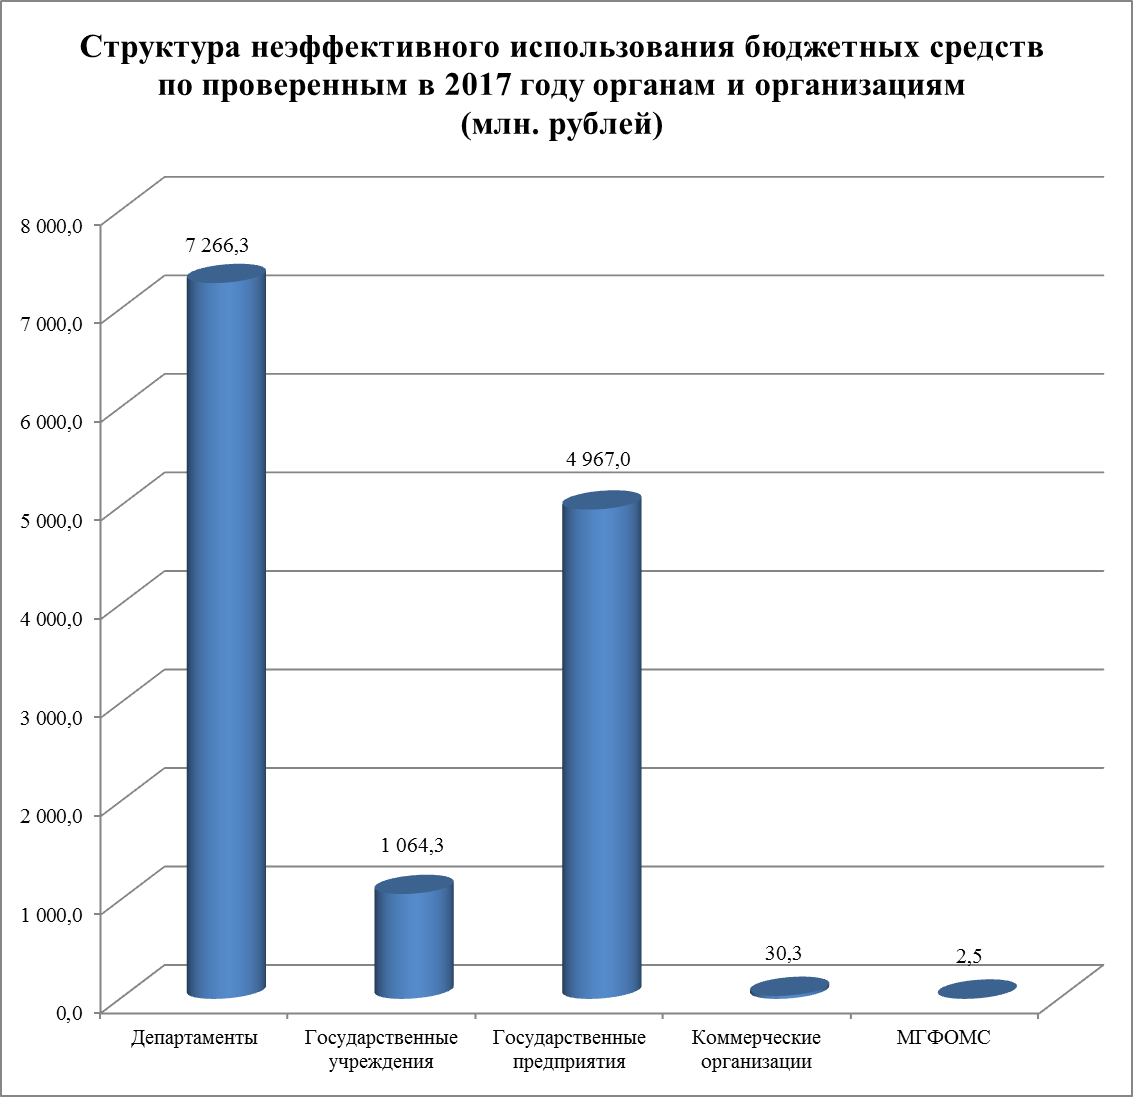 Структура неэффективного использования бюджетных средств
по проверенным в 2017 году органам и организациям
(млн. рублей)
8 000,0
7 000,0
6 000,0
5 000,0
4 000,0
3 000,0
2 000,0
1 000,0
0,0
7 266,3
1 064,3
4 967,0
30,3
2,5
Департаменты
Государственные
учреждения
Государственные
предприятия
Коммерческие
организации
МГФОМС